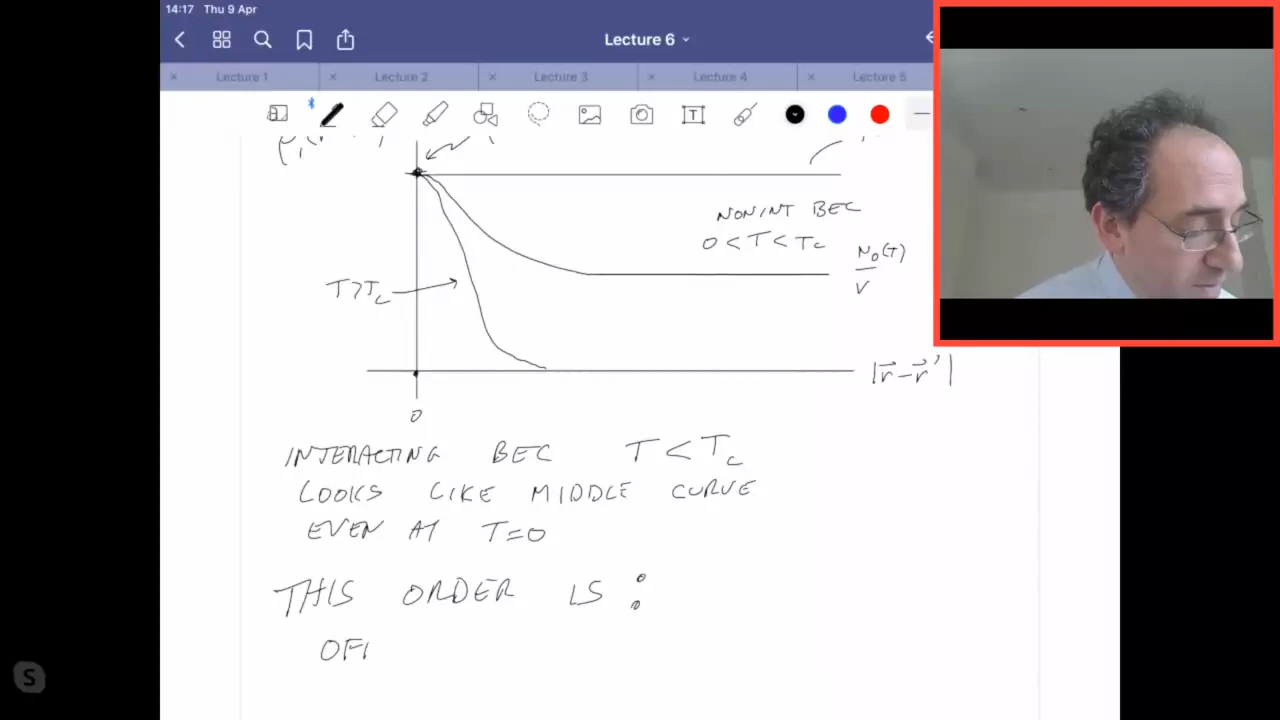 14:17 Thu 9 Apr
Lecture 6
Lecture 1 Lecture 2 Lecture 3 Lecture 4 Lecture 5
T
NONINT BEC
0 < T < Tc
N₀(T)
V
T > Tc
|r⃗ - r⃗'|
0
INTERACTING BEC T < Tc
LOOKS LIKE MIDDLE CURVE
EVEN AT T=0
THIS ORDER IS :
OFF
S